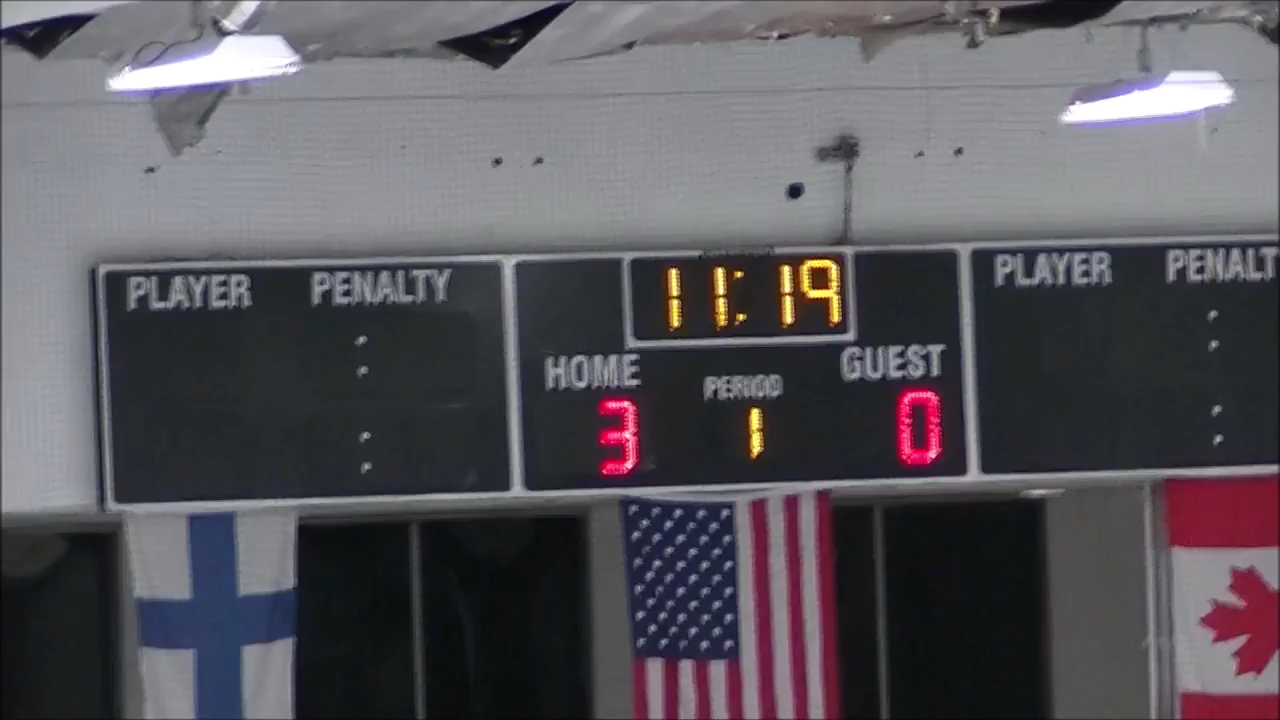 PLAYER PENALTY
11:19
PLAYER PENALT
HOME PERIOD GUEST
3 1 0